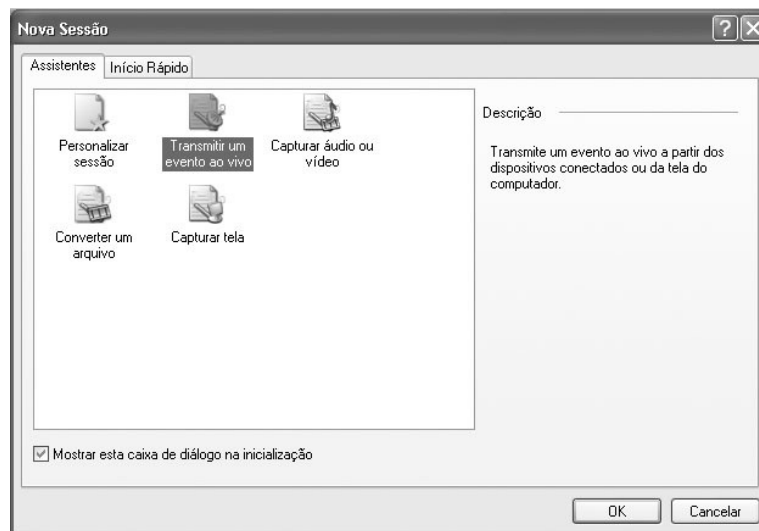 Nova Sessão
Assistentes
Início Rápido
Personalizar
sessão
Transmitir um
evento ao vivo
Capturar áudio ou
vídeo
Converter um
arquivo
Capturar tela
Descrição
Transmite um evento ao vivo a partir dos
dispositivos conectados ou da tela do
computador.
Mostrar esta caixa de diálogo na inicialização
OK
Cancelar